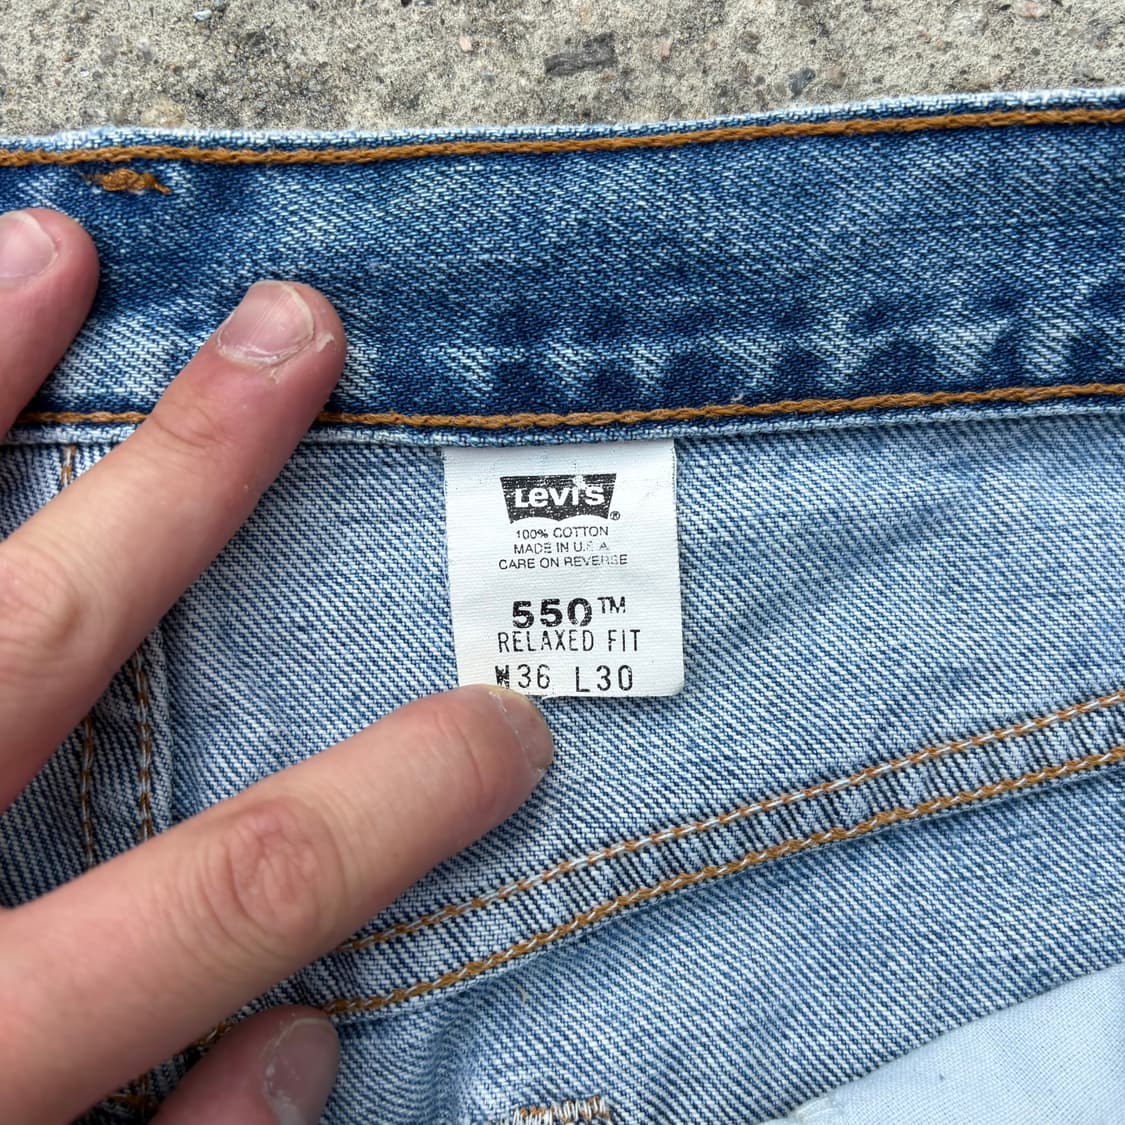 Levi's®
100% COTTON
MADE IN U.S.A.
CARE ON REVERSE
550™
RELAXED FIT
W36 L30